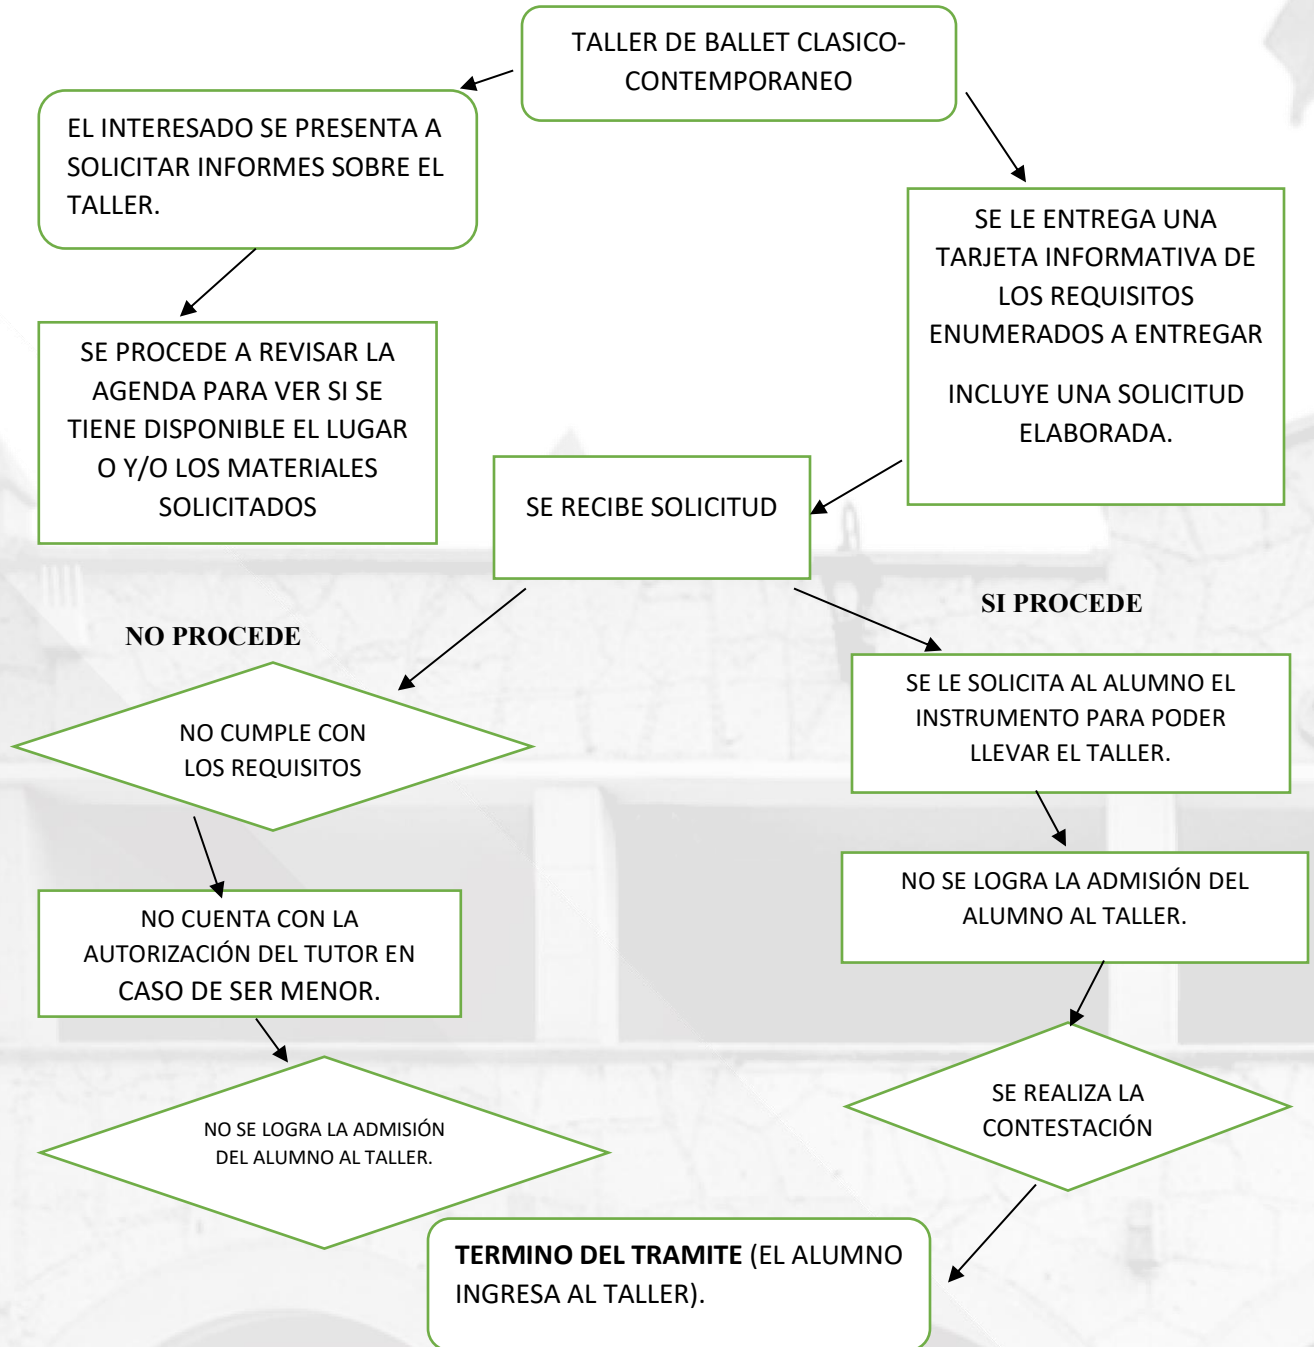 TALLER DE BALLET CLASICO-
CONTEMPORANEO
EL INTERESADO SE PRESENTA A
SOLICITAR INFORMES SOBRE EL
TALLER.
SE LE ENTREGA UNA
TARJETA INFORMATIVA DE
LOS REQUISITOS
ENUMERADOS A ENTREGAR
INCLUYE UNA SOLICITUD
ELABORADA.
SE PROCEDE A REVISAR LA
AGENDA PARA VER SI SE
TIENE DISPONIBLE EL LUGAR
O Y/O LOS MATERIALES
SOLICITADOS
SE RECIBE SOLICITUD
SI PROCEDE
NO PROCEDE
NO CUMPLE CON
LOS REQUISITOS
SE LE SOLICITA AL ALUMNO EL
INSTRUMENTO PARA PODER
LLEVAR EL TALLER.
NO CUENTA CON LA
AUTORIZACIÓN DEL TUTOR EN
CASO DE SER MENOR.
NO SE LOGRA LA ADMISIÓN DEL
ALUMNO AL TALLER.
NO SE LOGRA LA ADMISIÓN
DEL ALUMNO AL TALLER.
SE REALIZA LA
CONTESTACIÓN
TERMINO DEL TRAMITE (EL ALUMNO
INGRESA AL TALLER).